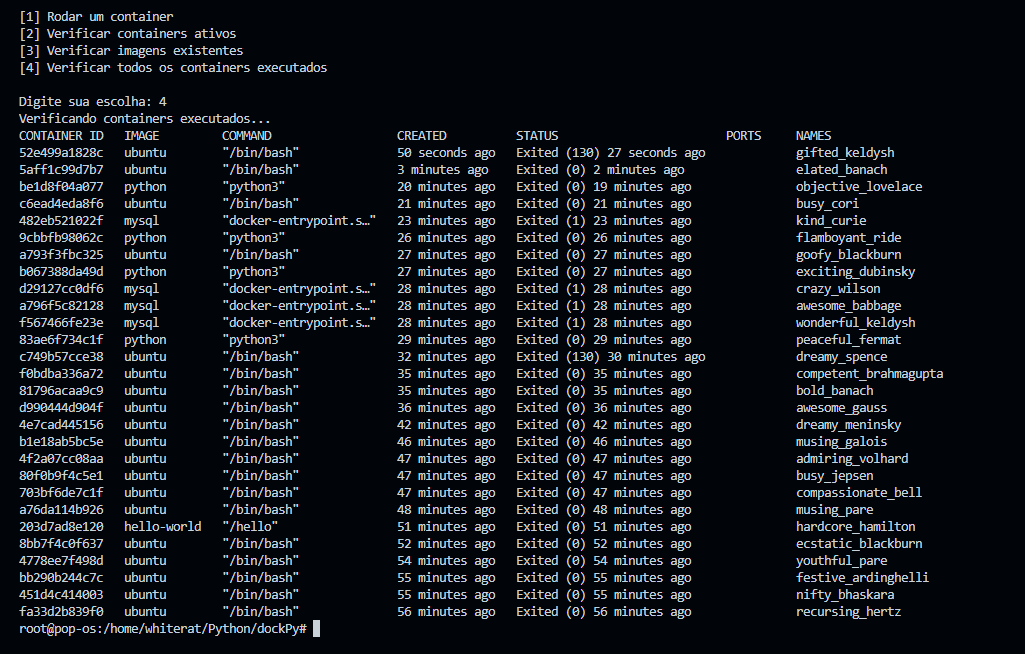 [1] Rodar um container
[2] Verificar containers ativos
[3] Verificar imagens existentes
[4] Verificar todos os containers executados
Digite sua escolha: 4
Verificando containers executados...
CONTAINER ID IMAGE COMMAND CREATED STATUS PORTS NAMES
52e499a1828c ubuntu "/bin/bash" 50 seconds ago Exited (130) 27 seconds ago gifted_keldysh
5aff1c99d7b7 ubuntu "/bin/bash" 3 minutes ago Exited (0) 2 minutes ago elated_banach
be1d8f04a077 python "python3" 20 minutes ago Exited (0) 19 minutes ago objective_lovelace
c6ead4eda8f6 ubuntu "/bin/bash" 21 minutes ago Exited (0) 21 minutes ago busy_cori
482eb521022f mysql "docker-entrypoint.s…" 23 minutes ago Exited (1) 23 minutes ago kind_curie
9cbbfb98062c python "python3" 26 minutes ago Exited (0) 26 minutes ago flamboyant_ride
a793f3fbc325 ubuntu "/bin/bash" 27 minutes ago Exited (0) 27 minutes ago goofy_blackburn
b067388da49d python "python3" 27 minutes ago Exited (0) 27 minutes ago exciting_dubinsky
d29127cc0df6 mysql "docker-entrypoint.s…" 28 minutes ago Exited (1) 28 minutes ago crazy_wilson
a796f5c82128 mysql "docker-entrypoint.s…" 28 minutes ago Exited (1) 28 minutes ago awesome_babbage
f567466fe23e mysql "docker-entrypoint.s…" 28 minutes ago Exited (1) 28 minutes ago wonderful_keldysh
83ae6f734c1f python "python3" 29 minutes ago Exited (0) 29 minutes ago peaceful_fermat
c749b57cce38 ubuntu "/bin/bash" 32 minutes ago Exited (130) 30 minutes ago dreamy_spence
f0bdba336a72 ubuntu "/bin/bash" 35 minutes ago Exited (0) 35 minutes ago competent_brahmagupta
81796acaa9c9 ubuntu "/bin/bash" 35 minutes ago Exited (0) 35 minutes ago bold_banach
d990444d904f ubuntu "/bin/bash" 36 minutes ago Exited (0) 36 minutes ago awesome_gauss
4e7cad445156 ubuntu "/bin/bash" 42 minutes ago Exited (0) 42 minutes ago dreamy_meninsky
b1e18ab5bc5e ubuntu "/bin/bash" 46 minutes ago Exited (0) 46 minutes ago musing_galois
4f2a07cc08aa ubuntu "/bin/bash" 47 minutes ago Exited (0) 47 minutes ago admiring_volhard
80f0b9f4c5e1 ubuntu "/bin/bash" 47 minutes ago Exited (0) 47 minutes ago busy_jepsen
703bf6de7c1f ubuntu "/bin/bash" 47 minutes ago Exited (0) 47 minutes ago compassionate_bell
a76da114b926 ubuntu "/bin/bash" 48 minutes ago Exited (0) 48 minutes ago musing_pare
203d7ad8e120 hello-world "/hello" 51 minutes ago Exited (0) 51 minutes ago hardcore_hamilton
8bb7f4c0f637 ubuntu "/bin/bash" 52 minutes ago Exited (0) 52 minutes ago ecstatic_blackburn
4778ee7f498d ubuntu "/bin/bash" 54 minutes ago Exited (0) 54 minutes ago youthful_pare
bb290b244c7c ubuntu "/bin/bash" 55 minutes ago Exited (0) 55 minutes ago festive_ardinghelli
451d4c414003 ubuntu "/bin/bash" 55 minutes ago Exited (0) 55 minutes ago nifty_bhaskara
fa33d2b839f0 ubuntu "/bin/bash" 56 minutes ago Exited (0) 56 minutes ago recursing_hertz
root@pop-os:/home/whiterat/Python/dockPy#